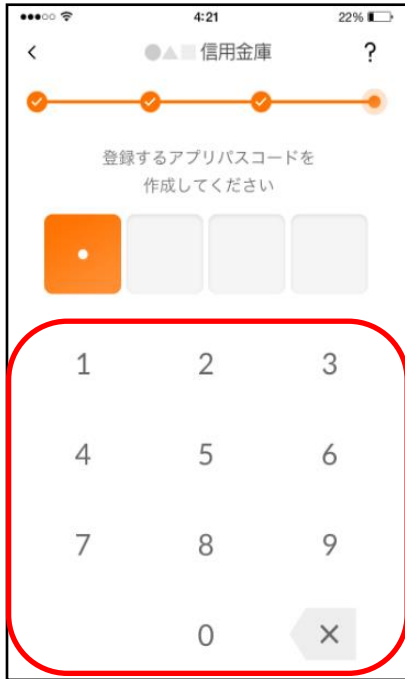 4:21 22%
●▲■ 信用金庫 ?
登録するアプリパスコードを
作成してください
1 2 3
4 5 6
7 8 9
0 ×